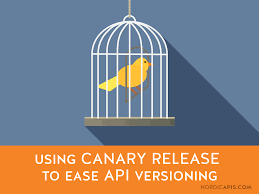 USING CANARY RELEASE
TO EASE API VERSIONING
NORDICAPIS.COM